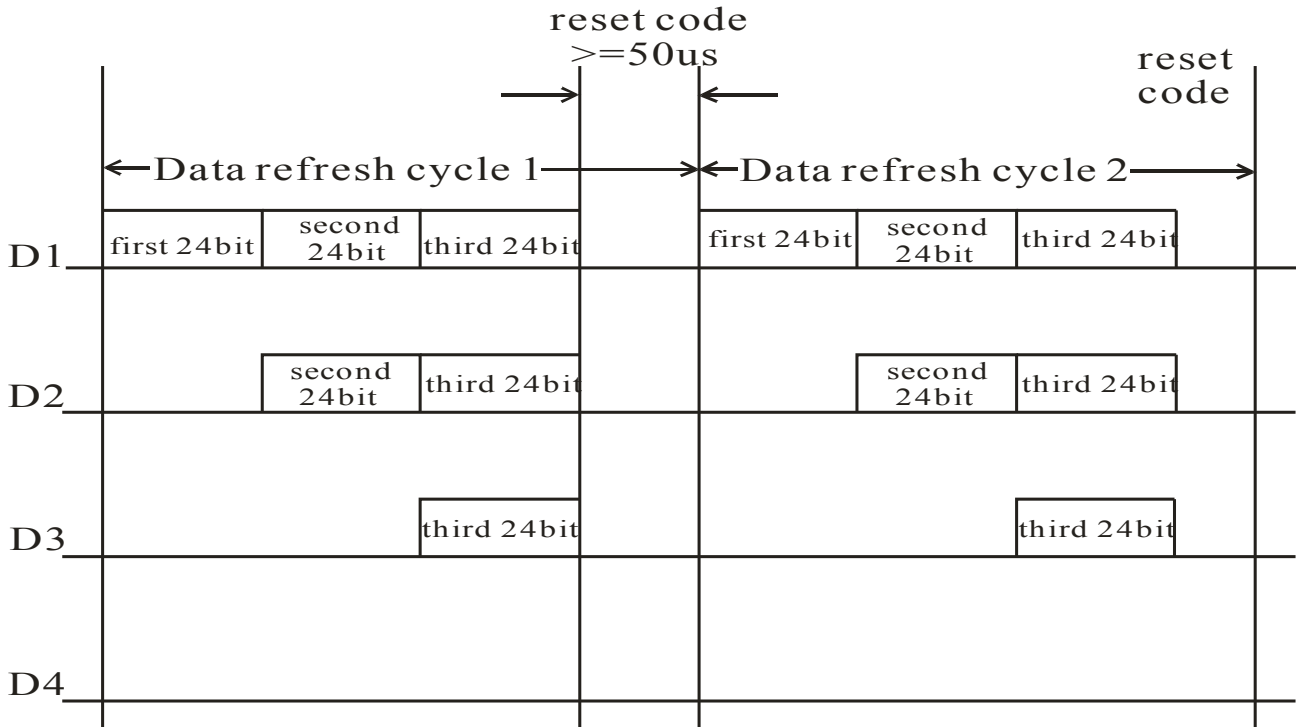 reset code
>=50us
reset
code
Data refresh cycle 1
Data refresh cycle 2
D1
first 24bit
second
24bit
third 24bit
first 24bit
second
24bit
third 24bit
D2
second
24bit
third 24bit
second
24bit
third 24bit
D3
third 24bit
third 24bit
D4